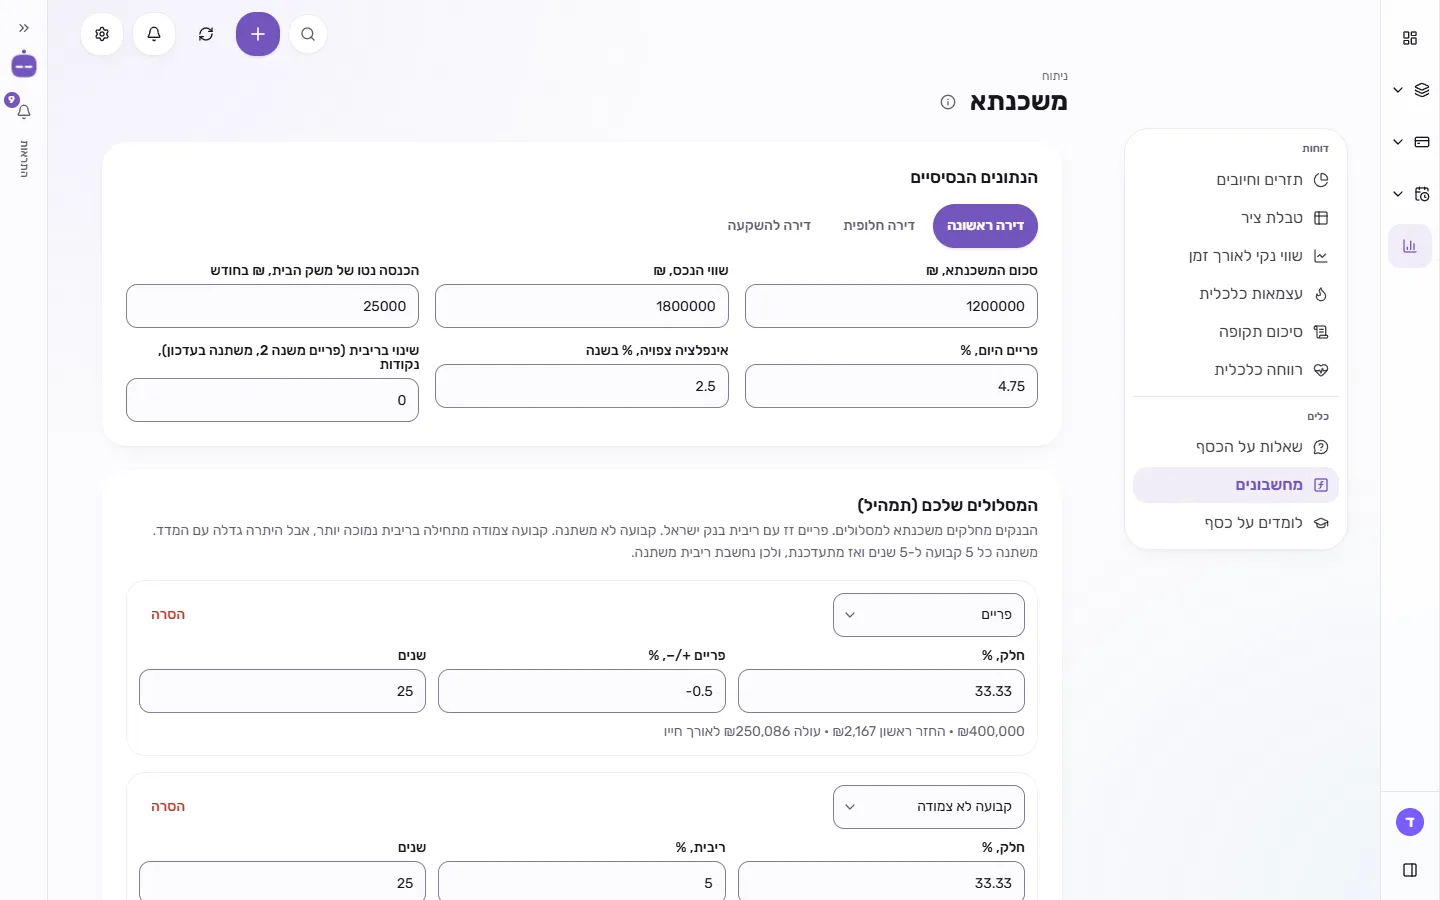 ניתוח
משכנתא
דוחות
תזרים וחיובים
טבלת ציר
שווי נקי לאורך זמן
עצמאות כלכלית
סיכום תקופה
רווחה כלכלית
כלים
שאלות על הכסף
מחשבונים
לומדים על כסף
ד
9
התראות
הנתונים הבסיסיים
דירה ראשונה
דירה חלופית
דירה להשקעה
סכום המשכנתא, ₪
שווי הנכס, ₪
הכנסה נטו של משק הבית, ₪ בחודש
1200000
1800000
25000
פריים היום, %
אינפלציה צפויה, % בשנה
שינוי בריבית (פריים משנה 2, משתנה בעדכון),
נקודות
4.75
2.5
0
המסלולים שלכם (תמהיל)
הבנקים מחלקים משכנתא למסלולים. פריים זז עם ריבית בנק ישראל. קבועה לא משתנה. קבועה צמודה מתחילה בריבית נמוכה יותר, אבל היתרה גדלה עם המדד.
משתנה כל 5 קבועה ל-5 שנים ואז מתעדכנת, ולכן נחשבת ריבית משתנה.
פריים
הסרה
חלק, %
פריים +/−, %
שנים
33.33
-0.5
25
₪400,000 • החזר ראשון ₪2,167 • עולה ₪250,086 לאורך חייו
קבועה לא צמודה
הסרה
חלק, %
ריבית, %
שנים
33.33
5
25